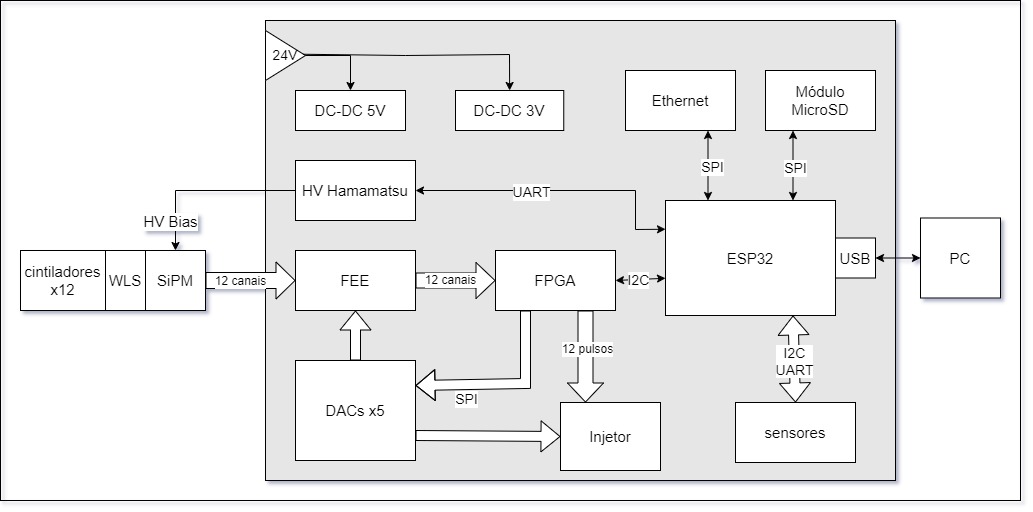 24V
DC-DC 5V
DC-DC 3V
Ethernet
Módulo
MicroSD
SPI
SPI
HV Hamamatsu
UART
HV Bias
cintiladores
x12
WLS
SiPM
12 canais
FEE
12 canais
FPGA
I2C
ESP32
USB
PC
12 pulsos
I2C
UART
SPI
DACs x5
Injetor
sensores